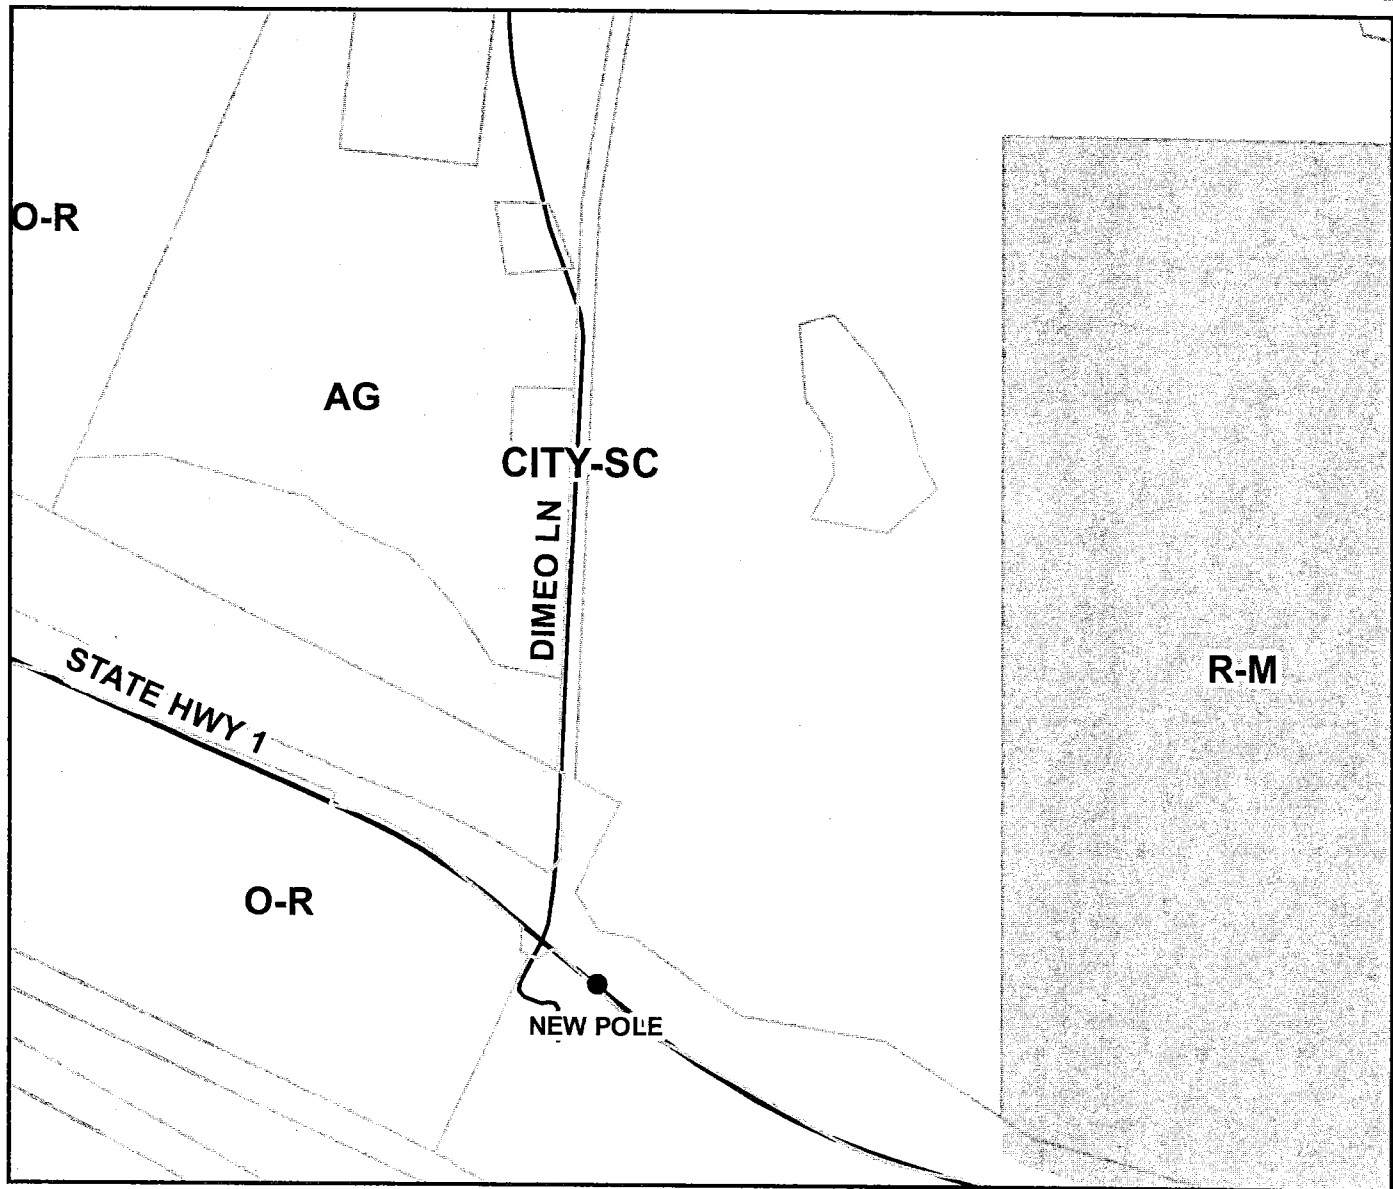 O-R
AG
CITY-SC
DIMEO LN
STATE HWY 1
R-M
O-R
NEW POLE